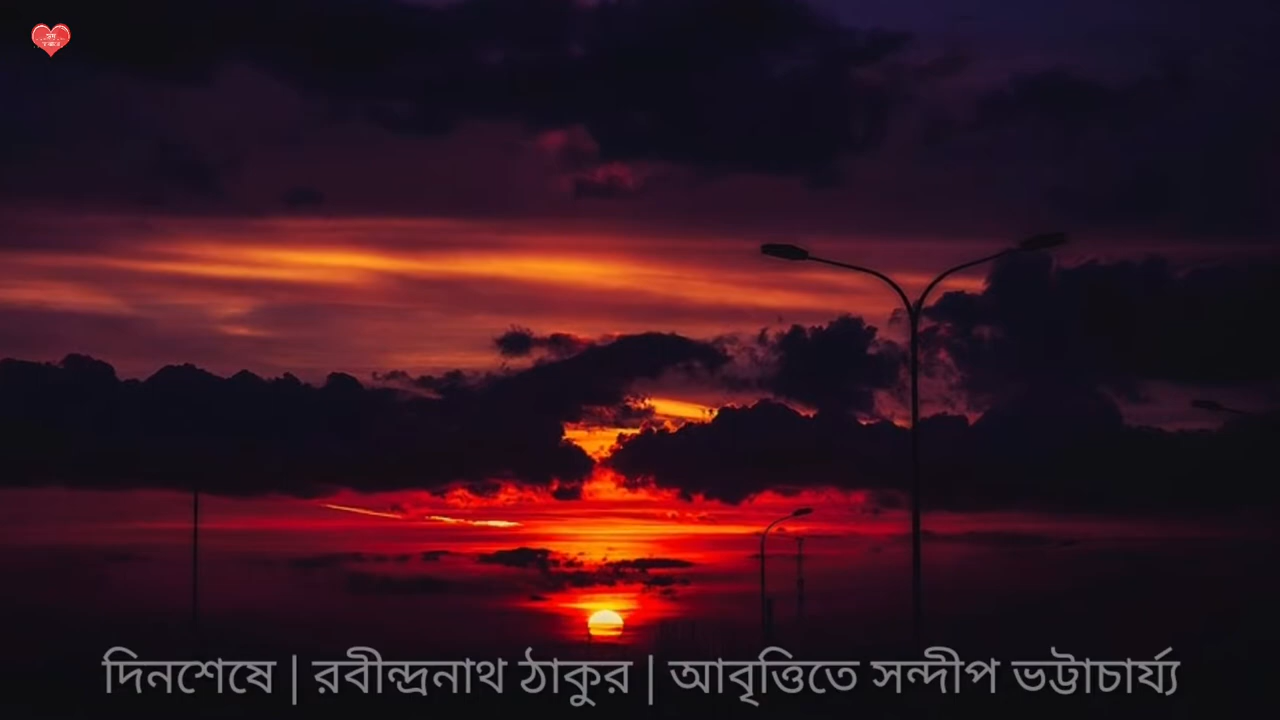 দিনশেষে | রবীন্দ্রনাথ ঠাকুর | আবৃত্তিতে সন্দীপ ভট্টাচার্য্য